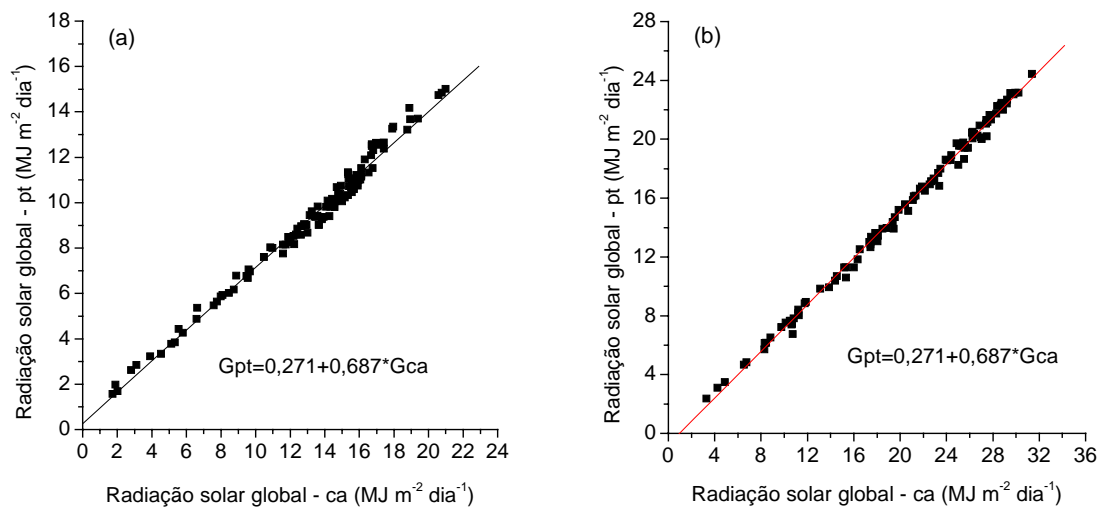 (a)
Radiação solar global - pt (MJ m⁻² dia⁻¹)
18
16
14
12
10
8
6
4
2
0
0 2 4 6 8 10 12 14 16 18 20 22 24
Gpt=0,271+0,687*Gca
Radiação solar global - ca (MJ m⁻² dia⁻¹)
(b)
Radiação solar global - pt (MJ m⁻² dia⁻¹)
28
24
20
16
12
8
4
0
0 4 8 12 16 20 24 28 32 36
Gpt=0,271+0,687*Gca
Radiação solar global - ca (MJ m⁻² dia⁻¹)